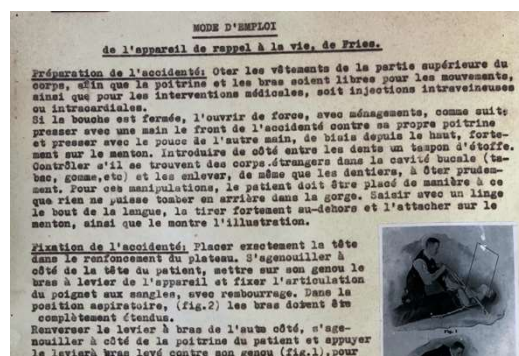 MODE D'EMPLOI
de l'appareil de rappel à la vie, de Fries.
Préparation de l'accidenté: Oter les vêtements de la partie supérieure du
corps, afin que la poitrine et les bras soient libres pour les mouvements,
ainsi que pour les interventions médicales, soit injections intraveineuses
ou intracardiales.
Si la bouche est fermée, l'ouvrir de force, avec ménagements, comme suit;
presser avec une main le front de l'accidenté contre sa propre poitrine
et presser avec le pouce de l'autre main, de biais depuis le haut, forte-
ment sur le menton. Introduire de côté entre les dents un tampon d'étoffe.
Contrôler s'il se trouvent des corps étrangers dans la cavité bucale (ta-
bac, gomme,etc) et les enlever, de même que les dentiers, à ôter prudem-
ment. Pour ces manipulations, le patient doit être placé de manière à ce
que rien ne puisse tomber en arrière dans la gorge. Saisir avec un linge
le bout de la langue, la tirer fortement au-dehors et l'attacher sur le
menton, ainsi que le montre l'illustration.
Fixation de l'accidenté: Placer exactement la tête
dans le renfoncement du plateau. S'agenouiller à
côté de la tête du patient, mettre sur son genou le
bras à levier de l'appareil et fixer l'articulation
du poignet aux sangles, avec rembourrage. Dans la
position aspiratoire, (fig.2) les bras doivent être
complètement étendus.
Renverser le levier à bras de l'autre côté, s'age-
nouiller à côté de la poitrine du patient et appuyer
le levier à bras levé contre son genou (fig.1), pour